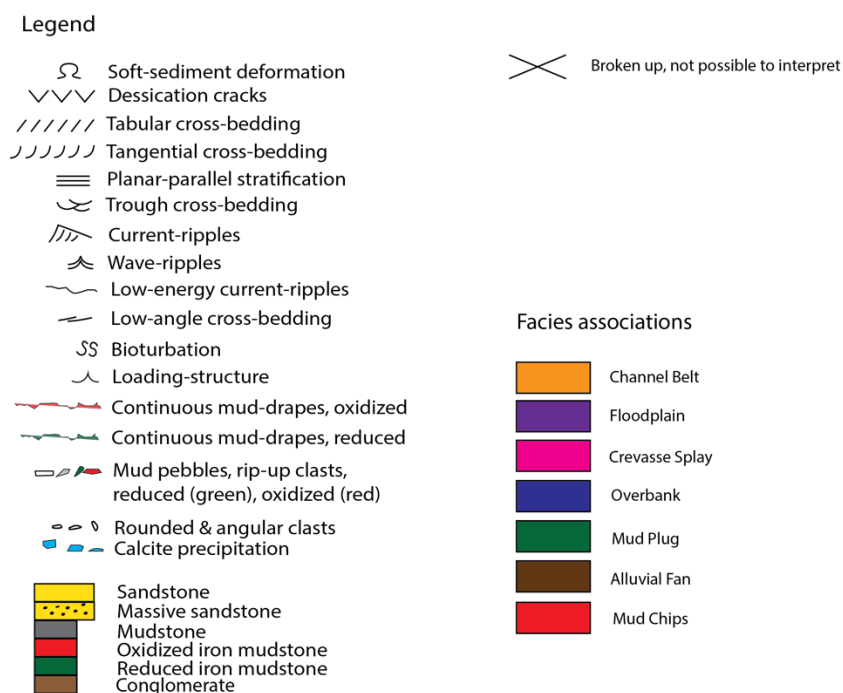 Legend
Soft-sediment deformation
Dessication cracks
Tabular cross-bedding
Tangential cross-bedding
Planar-parallel stratification
Trough cross-bedding
Current-ripples
Wave-ripples
Low-energy current-ripples
Low-angle cross-bedding
Bioturbation
Loading-structure
Continuous mud-drapes, oxidized
Continuous mud-drapes, reduced
Mud pebbles, rip-up clasts,
reduced (green), oxidized (red)
Rounded & angular clasts
Calcite precipitation
Sandstone
Massive sandstone
Mudstone
Oxidized iron mudstone
Reduced iron mudstone
Conglomerate
Broken up, not possible to interpret
Facies associations
Channel Belt
Floodplain
Crevasse Splay
Overbank
Mud Plug
Alluvial Fan
Mud Chips